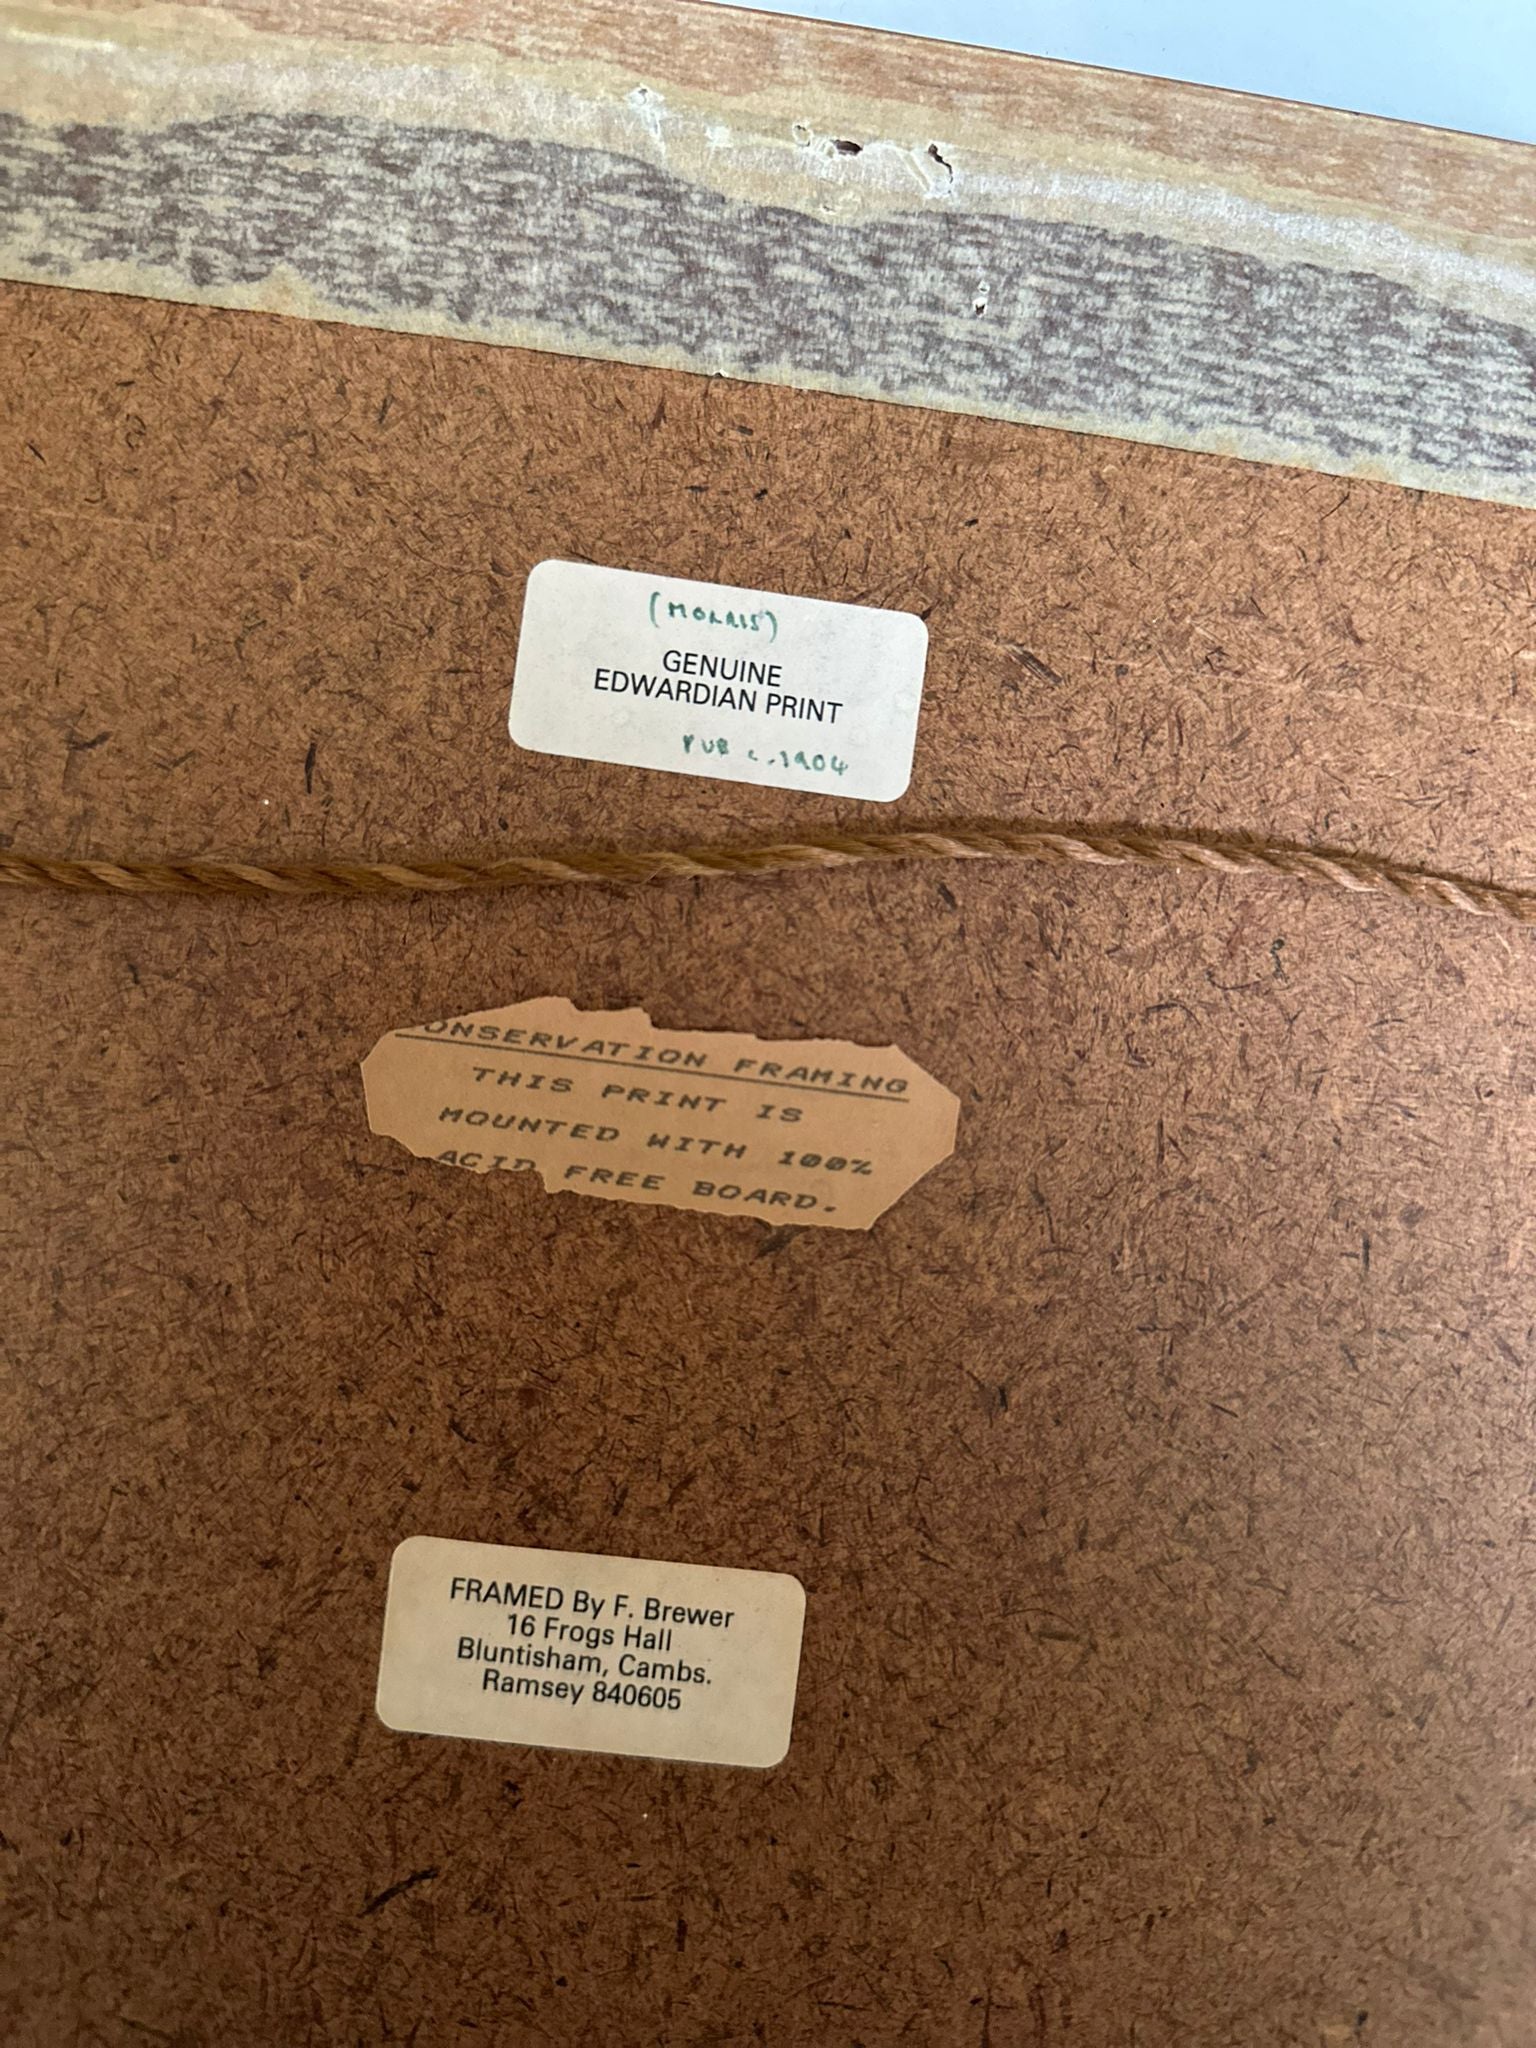 (MORRIS)
GENUINE
EDWARDIAN PRINT
PUB c.1904
ONSERVATION FRAMING
THIS PRINT IS
MOUNTED WITH 100%
ACID FREE BOARD.
FRAMED By F. Brewer
16 Frogs Hall
Bluntisham, Cambs.
Ramsey 840605